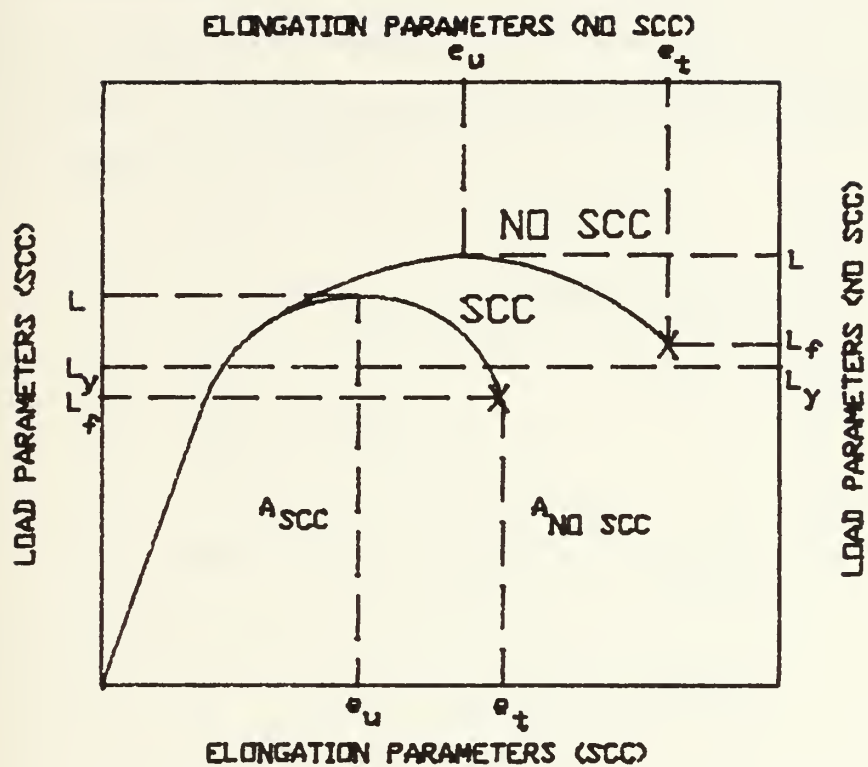 ELONGATION PARAMETERS (NO SCC)
e_u e_t
NO SCC
SCC
LOAD PARAMETERS (SCC)
L
L_y
L_f
L
L_f
L_y
LOAD PARAMETERS (NO SCC)
A_SCC
A_NO SCC
e_u e_t
ELONGATION PARAMETERS (SCC)